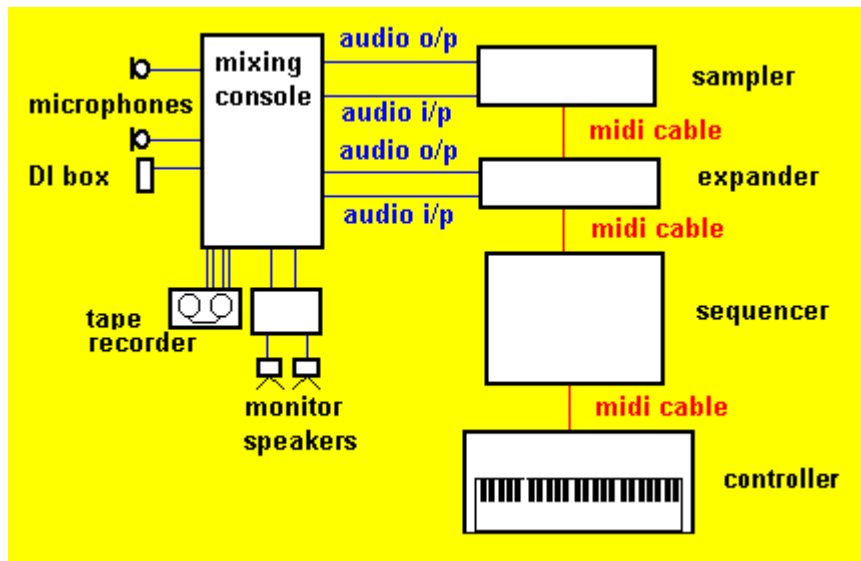 audio o/p
mixing
console
sampler
microphones
audio i/p
midi cable
audio o/p
DI box
expander
audio i/p
midi cable
tape
recorder
sequencer
monitor
speakers
midi cable
controller